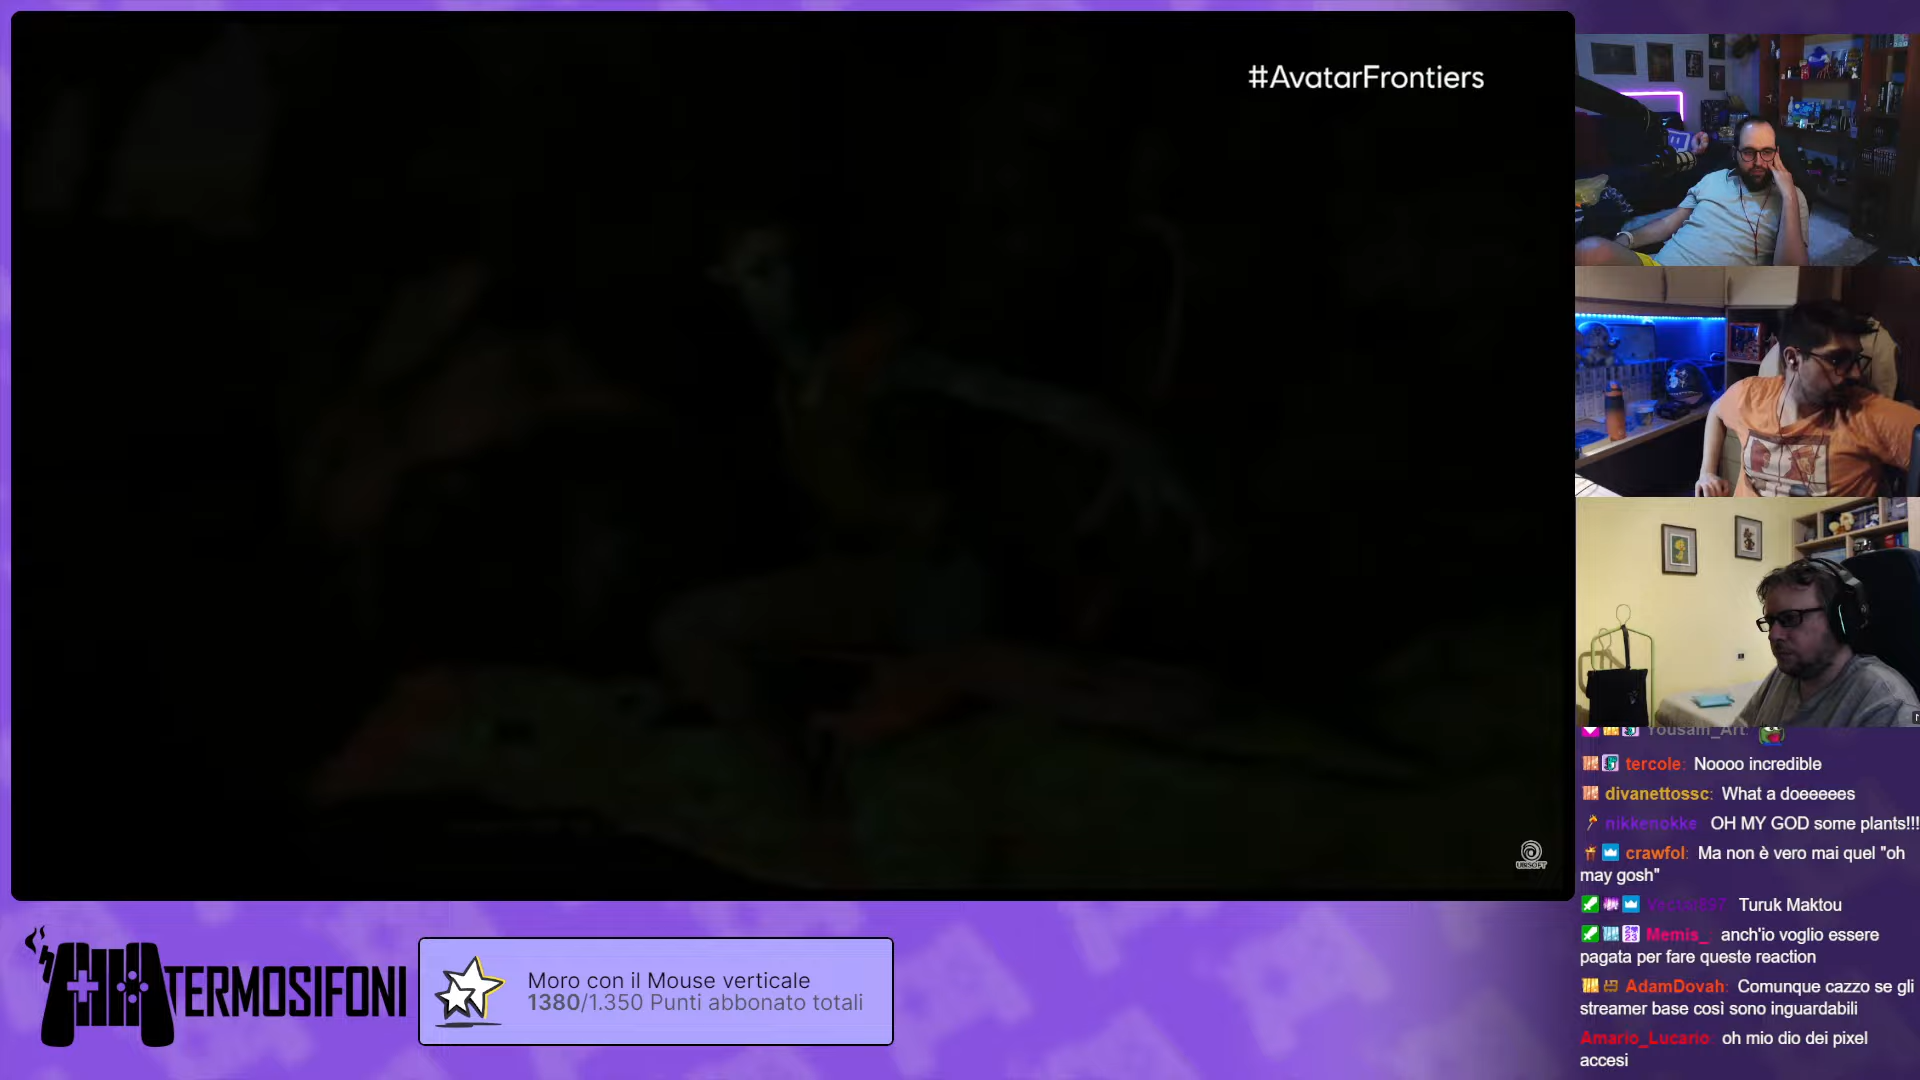 #AvatarFrontiers
UBISOFT
Yousam_Art:
tercole: Noooo incredible
divanettossc: What a doeeeees
nikkenokke OH MY GOD some plants!!!
crawfol: Ma non è vero mai quel "oh
may gosh"
Turuk Maktou
Memis_: anch'io voglio essere
pagata per fare queste reaction
AdamDovah: Comunque cazzo se gli
streamer base così sono inguardabili
Amario_Lucario: oh mio dio dei pixel
accesi
TERMOSIFONI
Moro con il Mouse verticale
1380/1.350 Punti abbonato totali